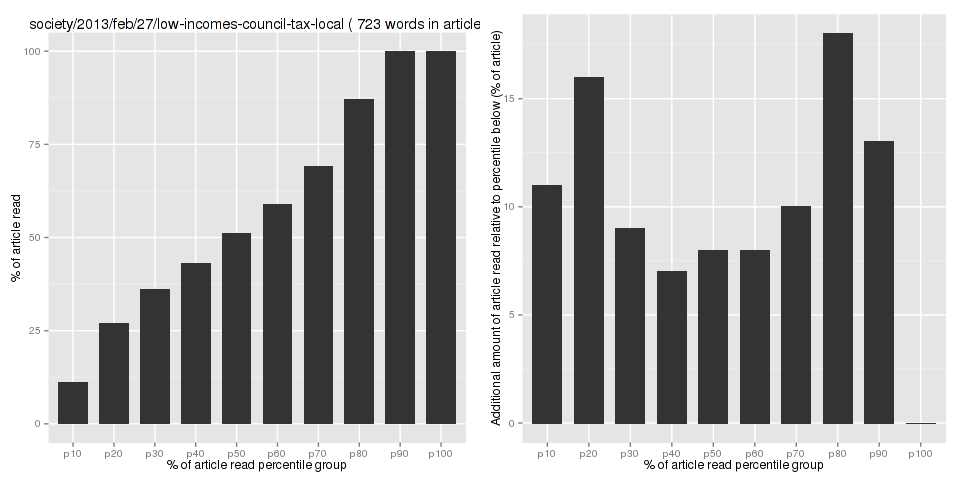 society/2013/feb/27/low-incomes-council-tax-local ( 723 words in article
% of article read
100
75
50
25
0
p10 p20 p30 p40 p50 p60 p70 p80 p90 p100
% of article read percentile group
Additional amount of article read relative to percentile below (% of article)
15
10
5
0
p10 p20 p30 p40 p50 p60 p70 p80 p90 p100
% of article read percentile group